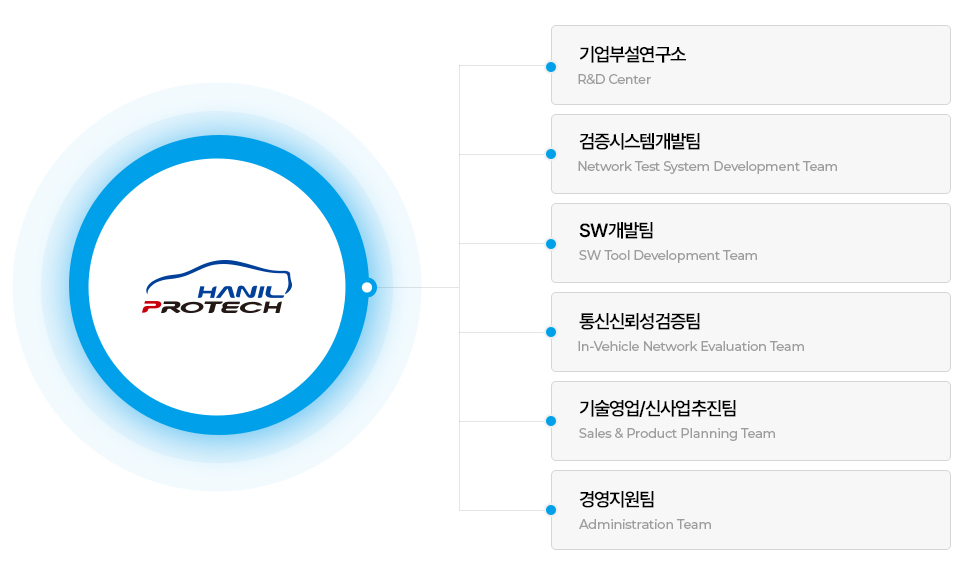 HANIL
PROTECH
기업부설연구소
R&D Center
검증시스템개발팀
Network Test System Development Team
SW개발팀
SW Tool Development Team
통신신뢰성검증팀
In-Vehicle Network Evaluation Team
기술영업/신사업추진팀
Sales & Product Planning Team
경영지원팀
Administration Team